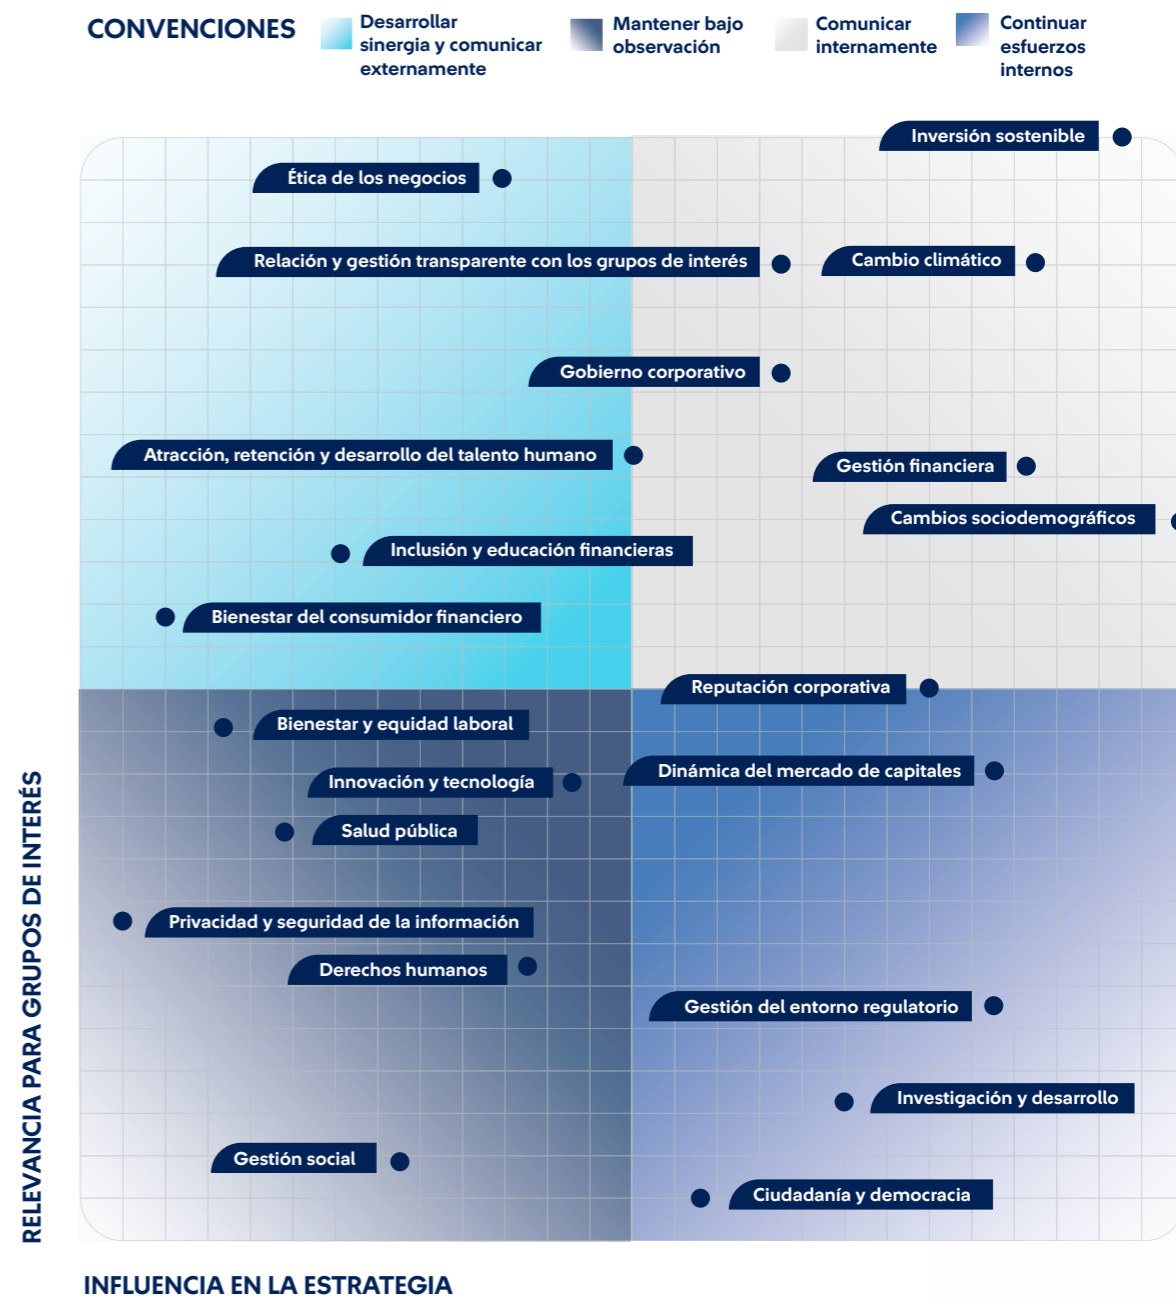 CONVENCIONES
Desarrollar
sinergia y comunicar
externamente
Mantener bajo
observación
Comunicar
internamente
Continuar
esfuerzos
internos
Inversión sostenible
Ética de los negocios
Relación y gestión transparente con los grupos de interés
Cambio climático
Gobierno corporativo
Atracción, retención y desarrollo del talento humano
Gestión financiera
Cambios sociodemográficos
Inclusión y educación financieras
Bienestar del consumidor financiero
Reputación corporativa
Bienestar y equidad laboral
Dinámica del mercado de capitales
Innovación y tecnología
Salud pública
Privacidad y seguridad de la información
Derechos humanos
Gestión del entorno regulatorio
Investigación y desarrollo
Gestión social
Ciudadanía y democracia
RELEVANCIA PARA GRUPOS DE INTERÉS
INFLUENCIA EN LA ESTRATEGIA